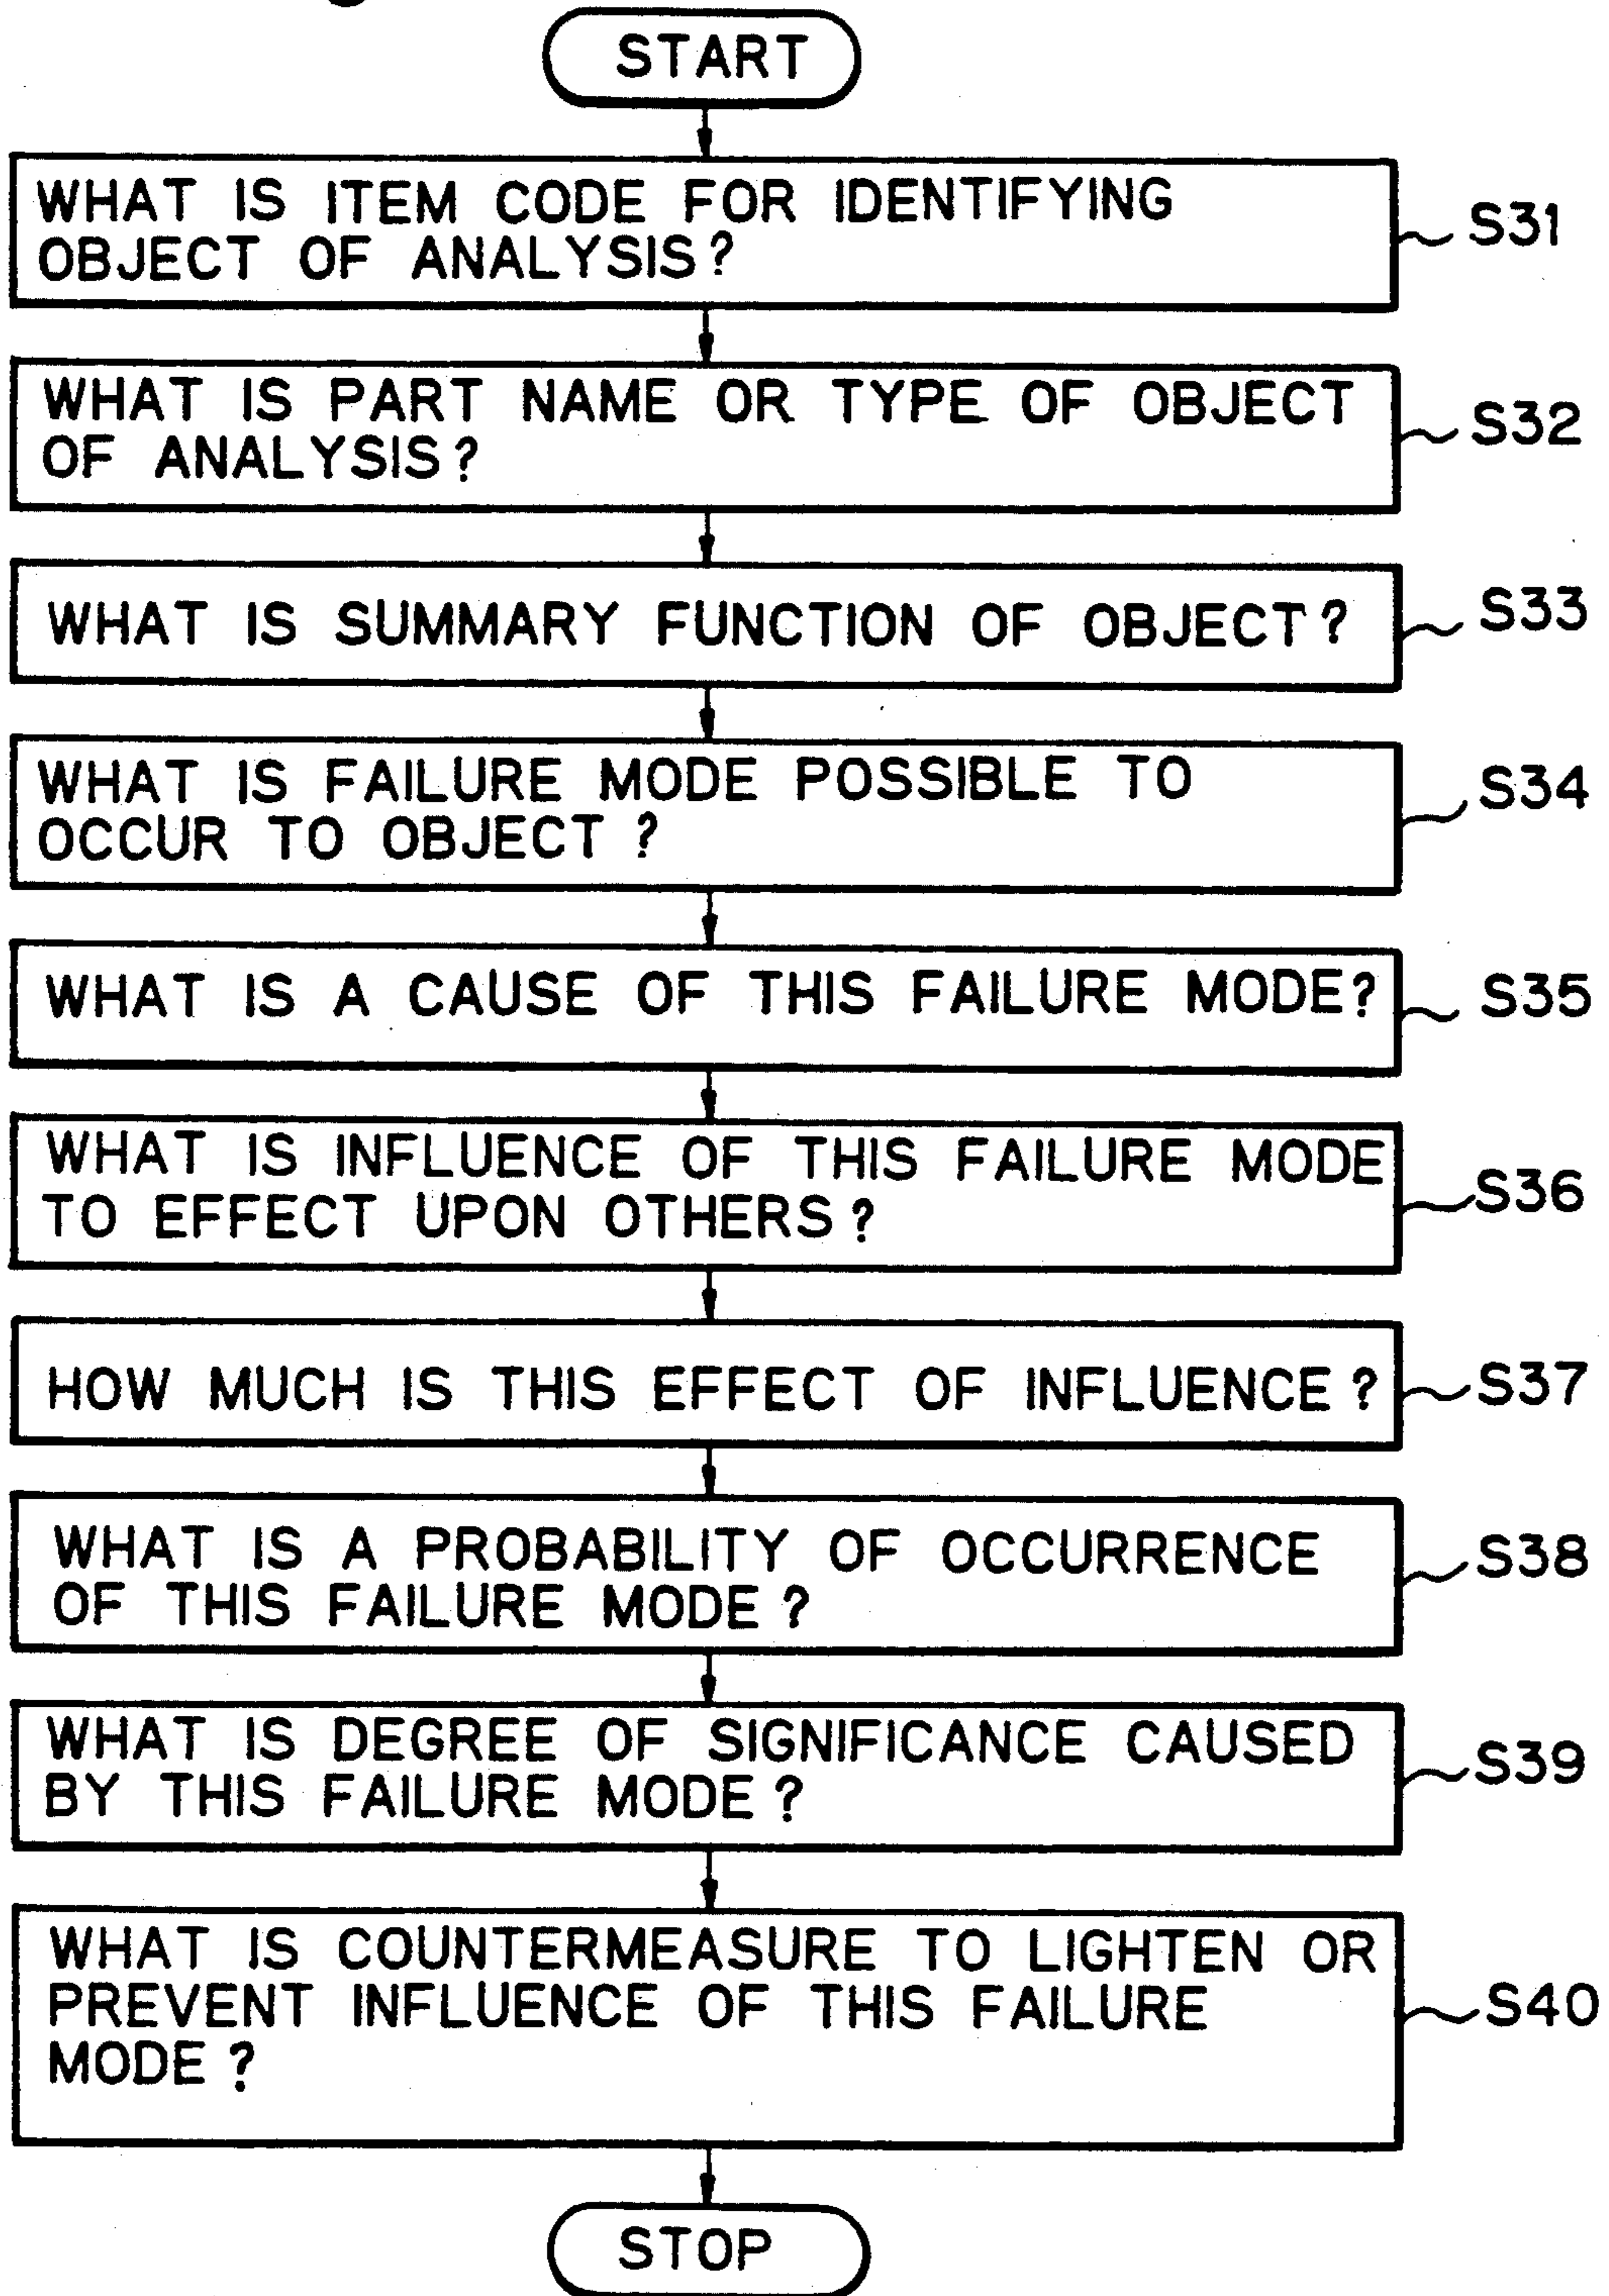 START
WHAT IS ITEM CODE FOR IDENTIFYING
OBJECT OF ANALYSIS?
S31
WHAT IS PART NAME OR TYPE OF OBJECT
OF ANALYSIS?
S32
WHAT IS SUMMARY FUNCTION OF OBJECT?
S33
WHAT IS FAILURE MODE POSSIBLE TO
OCCUR TO OBJECT ?
S34
WHAT IS A CAUSE OF THIS FAILURE MODE?
S35
WHAT IS INFLUENCE OF THIS FAILURE MODE
TO EFFECT UPON OTHERS ?
S36
HOW MUCH IS THIS EFFECT OF INFLUENCE ?
S37
WHAT IS A PROBABILITY OF OCCURRENCE
OF THIS FAILURE MODE ?
S38
WHAT IS DEGREE OF SIGNIFICANCE CAUSED
BY THIS FAILURE MODE ?
S39
WHAT IS COUNTERMEASURE TO LIGHTEN OR
PREVENT INFLUENCE OF THIS FAILURE
MODE ?
S40
STOP